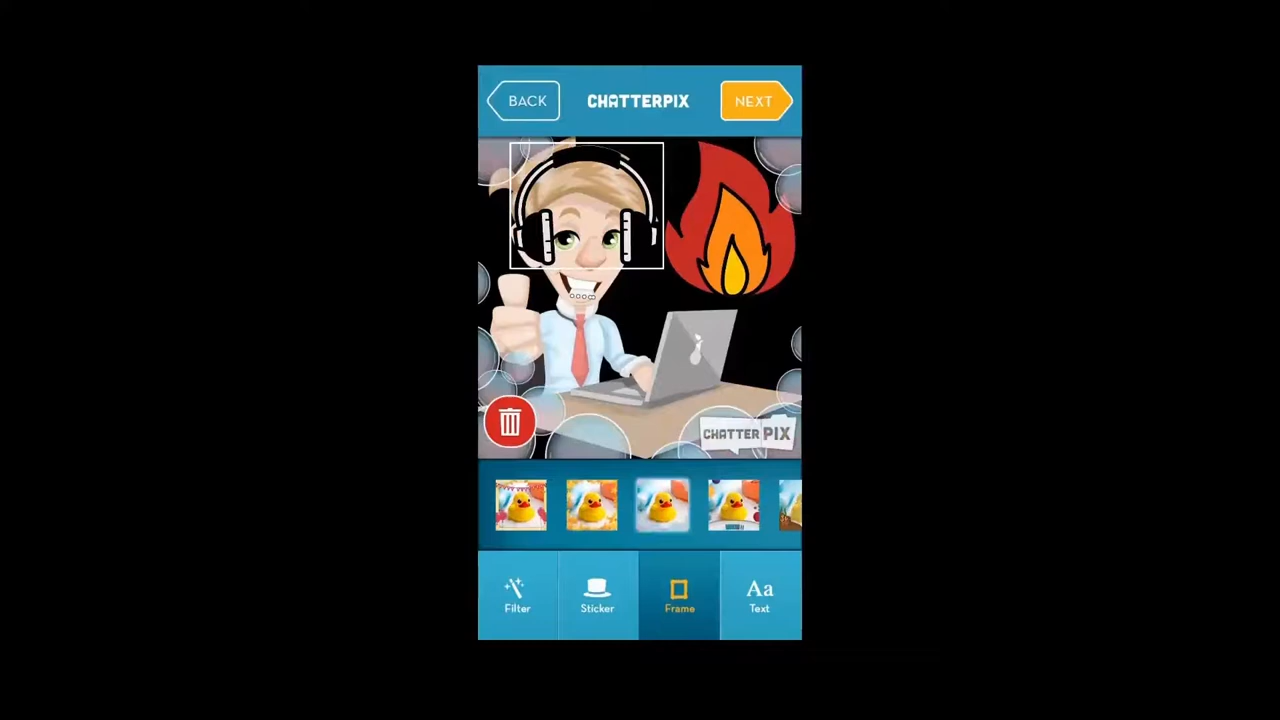 BACK
CHATTERPIX
NEXT
CHATTER PIX
Filter
Sticker
Frame
Aa
Text